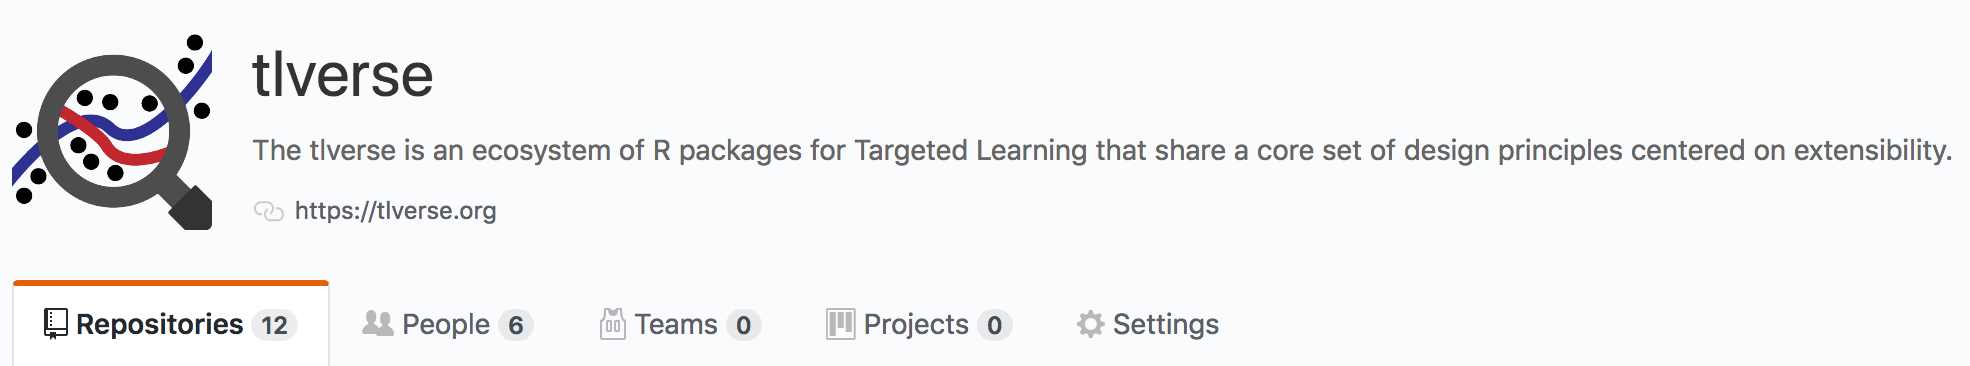 tlverse
The tlverse is an ecosystem of R packages for Targeted Learning that share a core set of design principles centered on extensibility.
https://tlverse.org
Repositories 12 People 6 Teams 0 Projects 0 Settings